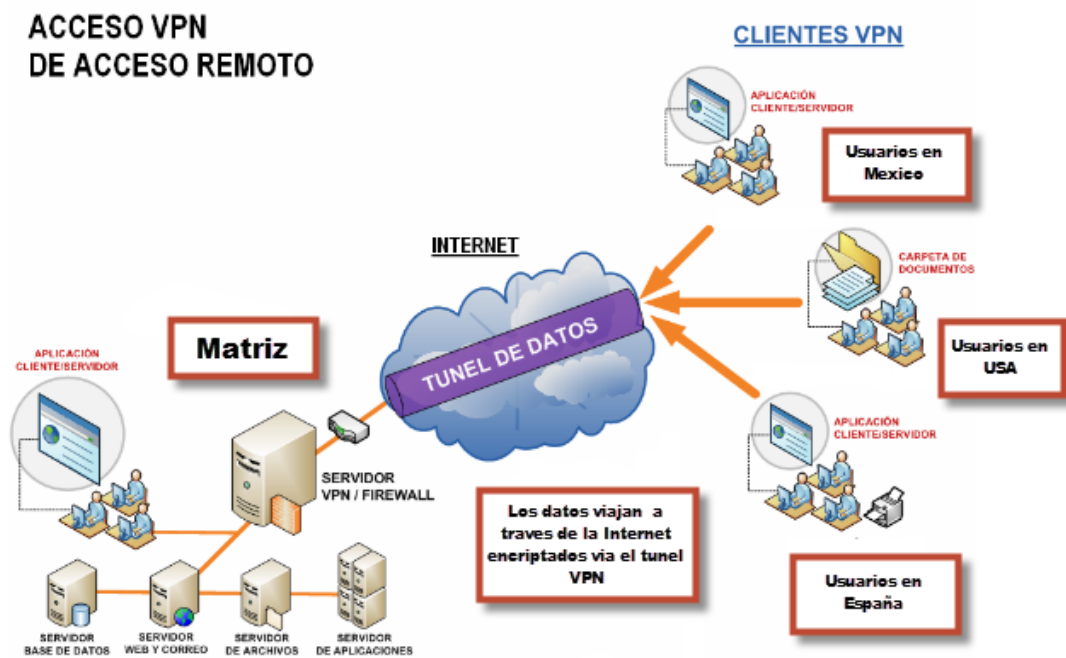 ACCESO VPN
DE ACCESO REMOTO
CLIENTES VPN
APLICACIÓN
CLIENTE/SERVIDOR
Usuarios en
Mexico
INTERNET
CARPETA DE
DOCUMENTOS
Usuarios en
USA
TUNEL DE DATOS
Matriz
APLICACIÓN
CLIENTE/SERVIDOR
SERVIDOR
VPN / FIREWALL
APLICACIÓN
CLIENTE/SERVIDOR
Los datos viajan a
traves de la Internet
encriptados via el tunel
VPN
Usuarios en
España
SERVIDOR
BASE DE DATOS
SERVIDOR
WEB Y CORREO
SERVIDOR
DE ARCHIVOS
SERVIDOR
DE APLICACIONES